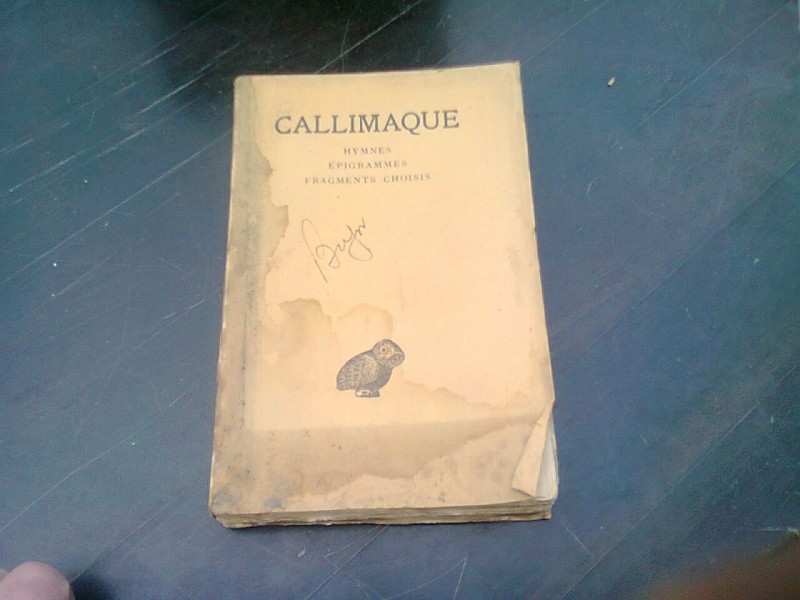 CALLIMAQUE
HYMNES
ÉPIGRAMMES
FRAGMENTS CHOISIS